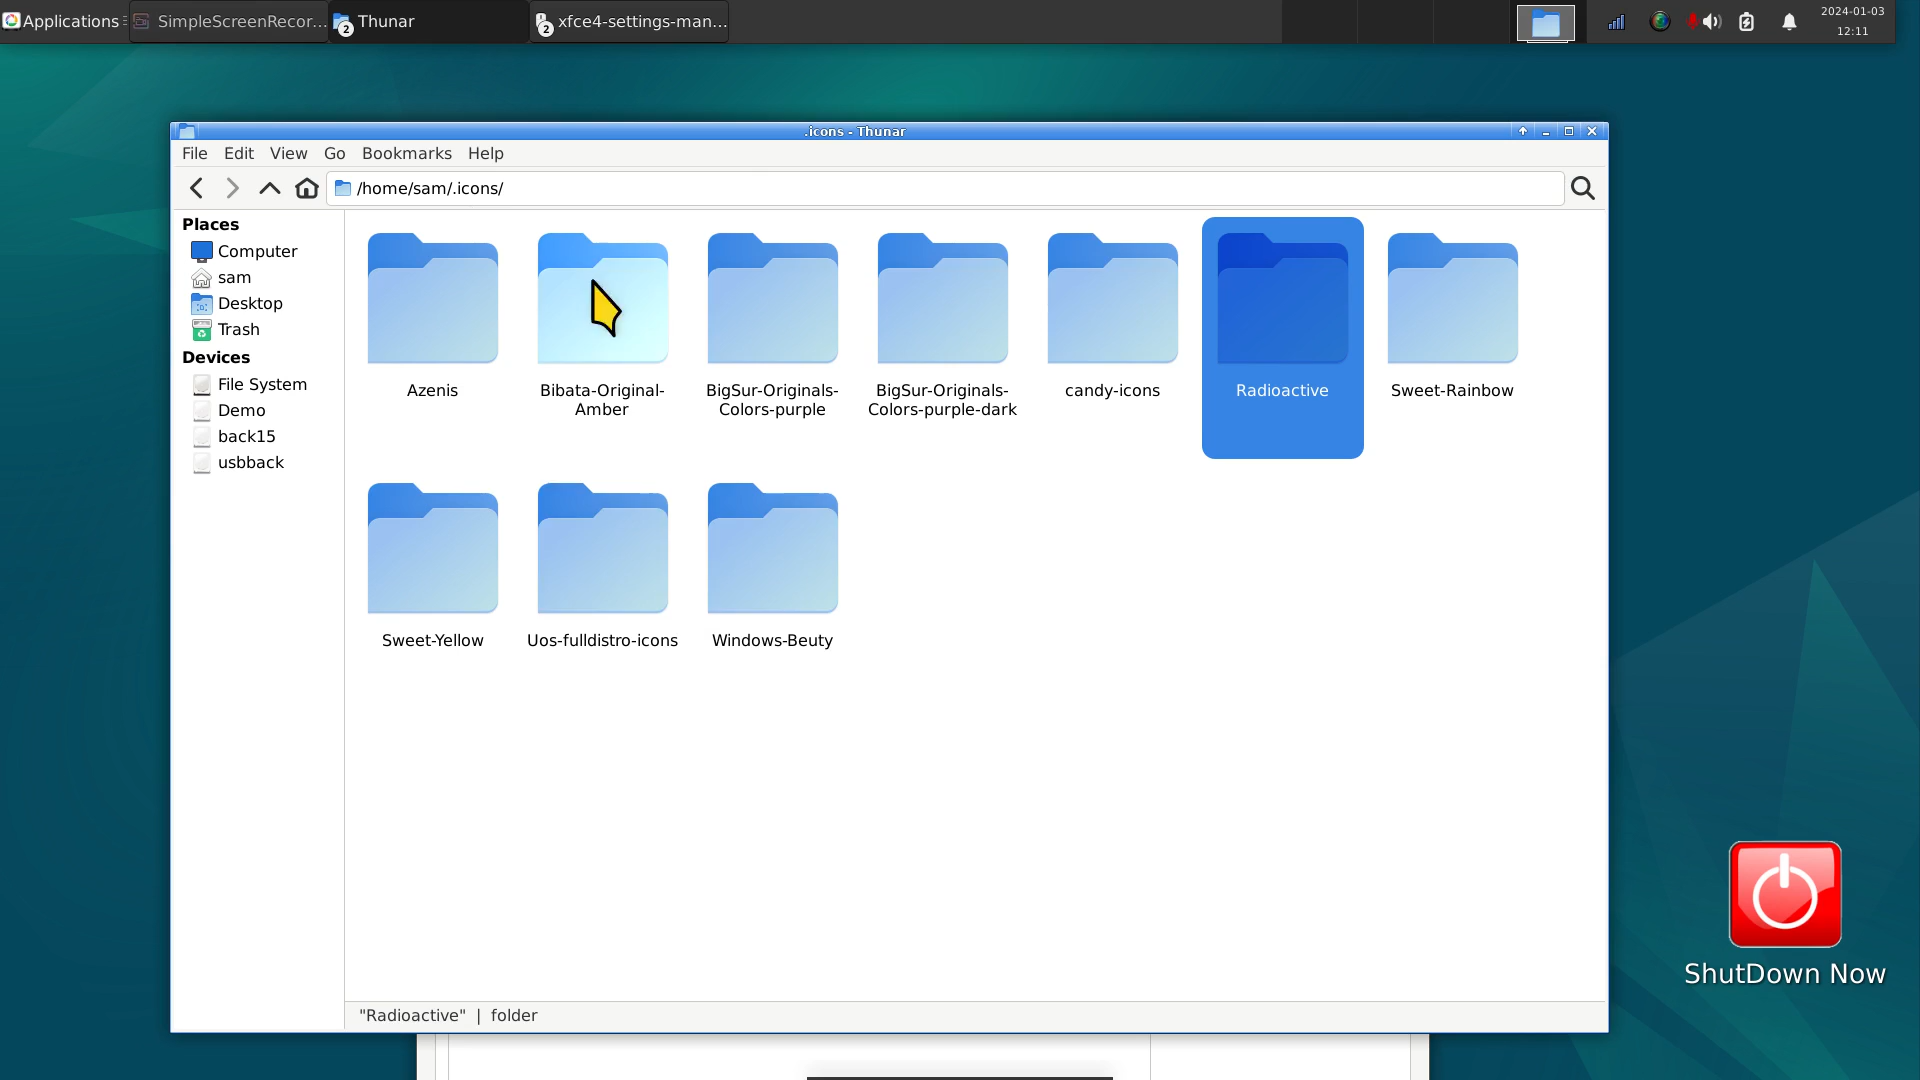 Applications
SimpleScreenRecor...
2
Thunar
2
xfce4-settings-man...
2024-01-03
12:11
.icons - Thunar
File Edit View Go Bookmarks Help
/home/sam/.icons/
Places
Computer
sam
Desktop
Trash
Devices
File System
Demo
back15
usbback
Azenis
Bibata-Original-
Amber
BigSur-Originals-
Colors-purple
BigSur-Originals-
Colors-purple-dark
candy-icons
Radioactive
Sweet-Rainbow
Sweet-Yellow
Uos-fulldistro-icons
Windows-Beuty
"Radioactive" | folder
ShutDown Now